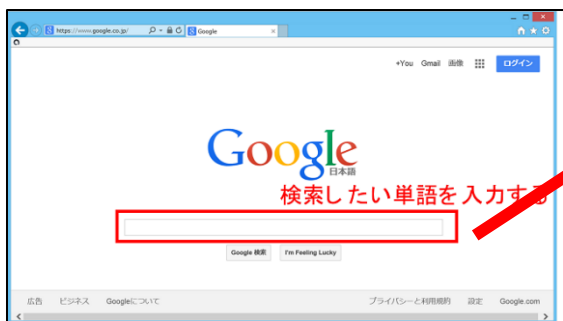 https://www.google.co.jp/
Google
+You Gmail 画像
ログイン
Google
日本語
検索したい単語を入力する
Google 検索 I'm Feeling Lucky
広告 ビジネス Googleについて プライバシーと利用規約 設定 Google.com